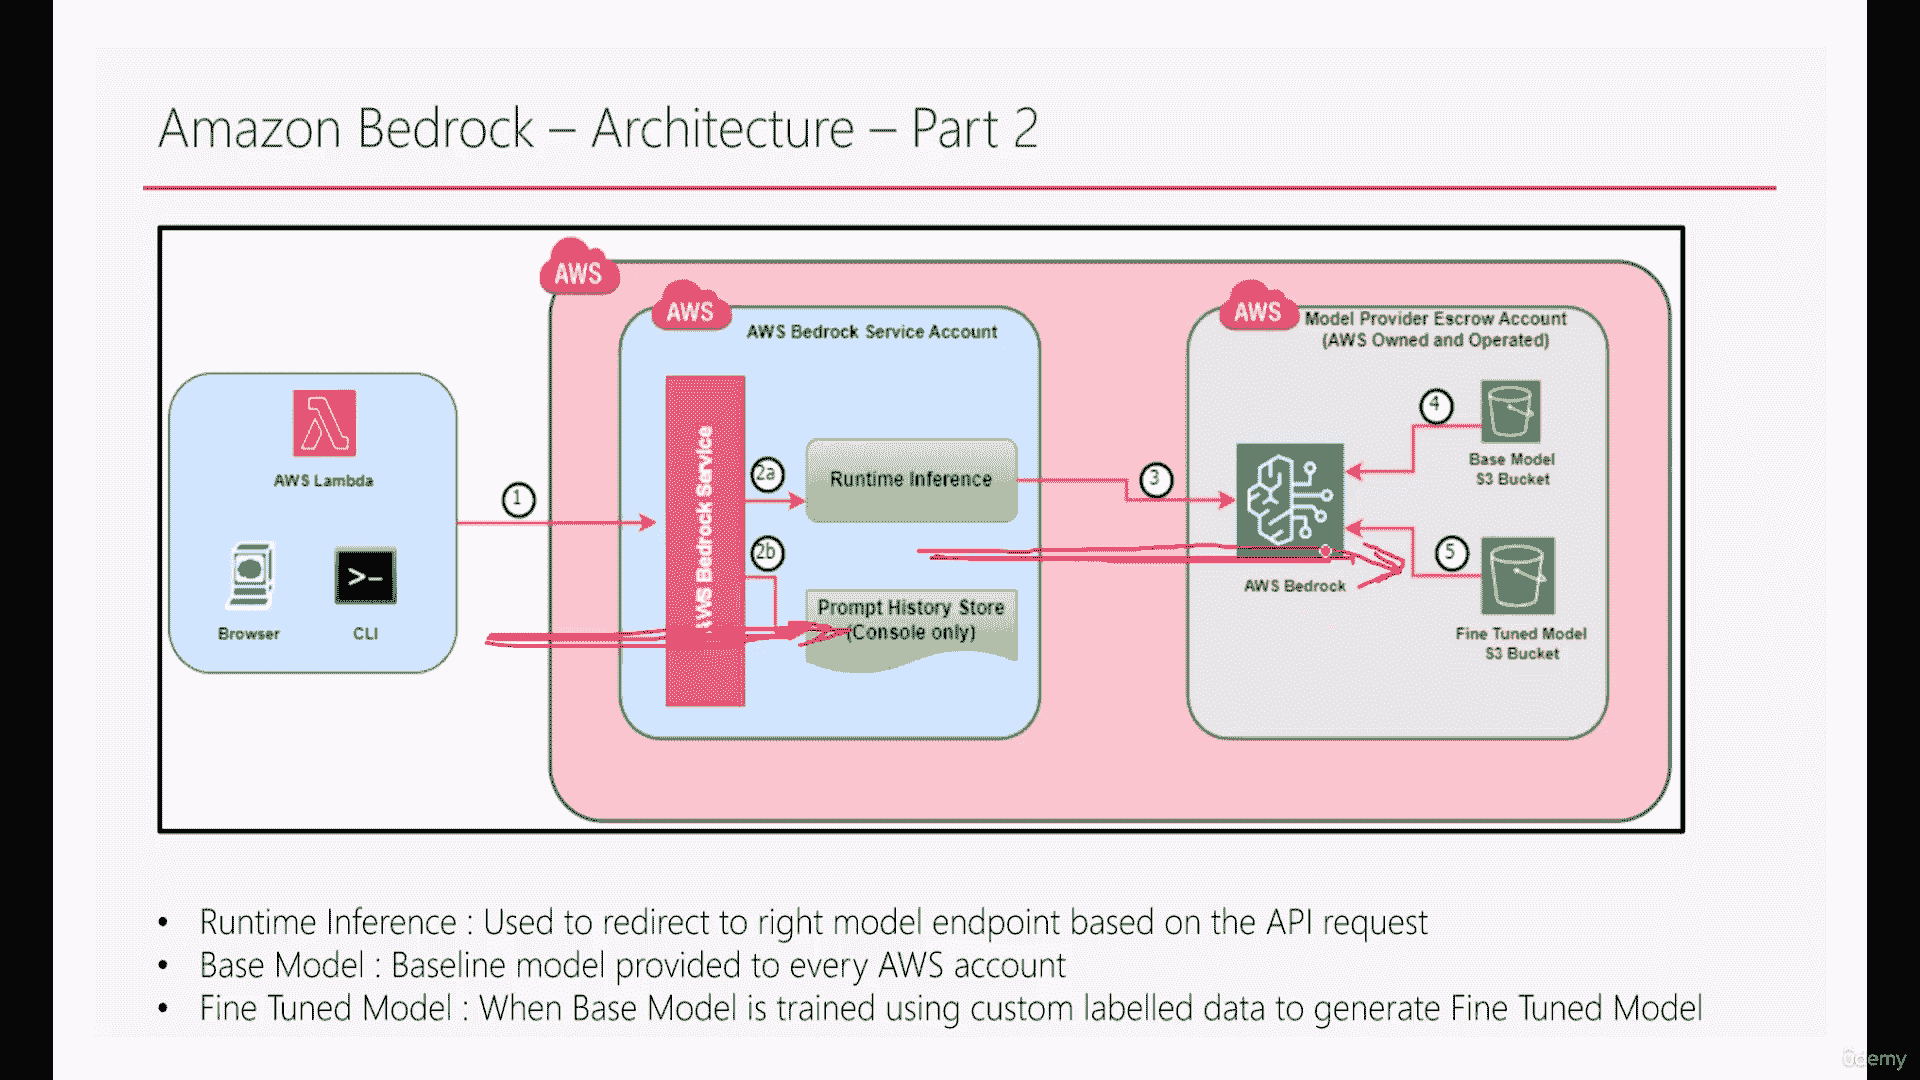 Amazon Bedrock – Architecture – Part 2
AWS
AWS
AWS Bedrock Service Account
AWS
Model Provider Escrow Account
(AWS Owned and Operated)
AWS Lambda
Browser
CLI
1
AWS Bedrock Service
2a
Runtime Inference
2b
Prompt History Store
(Console only)
3
AWS Bedrock
4
Base Model
S3 Bucket
5
Fine Tuned Model
S3 Bucket
• Runtime Inference : Used to redirect to right model endpoint based on the API request
• Base Model : Baseline model provided to every AWS account
• Fine Tuned Model : When Base Model is trained using custom labelled data to generate Fine Tuned Model
ûdemy